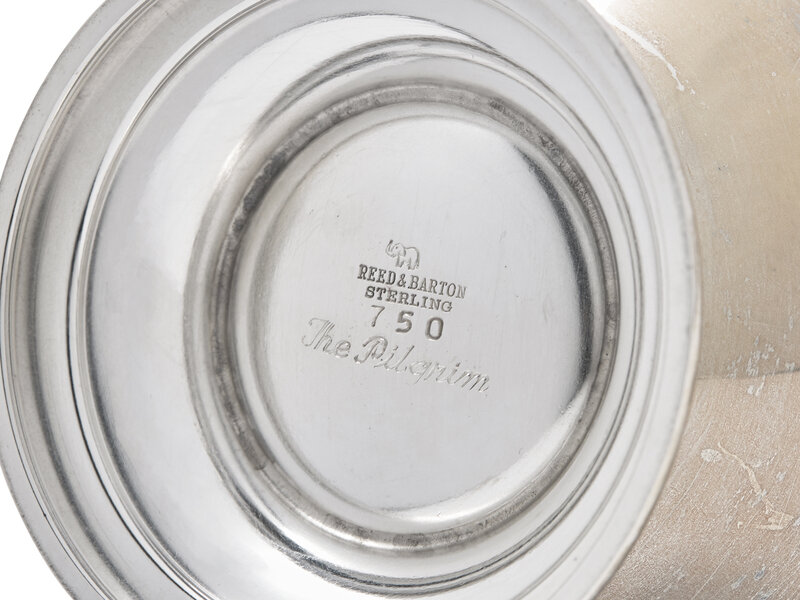 REED & BARTON
STERLING
750
The Pilgrim